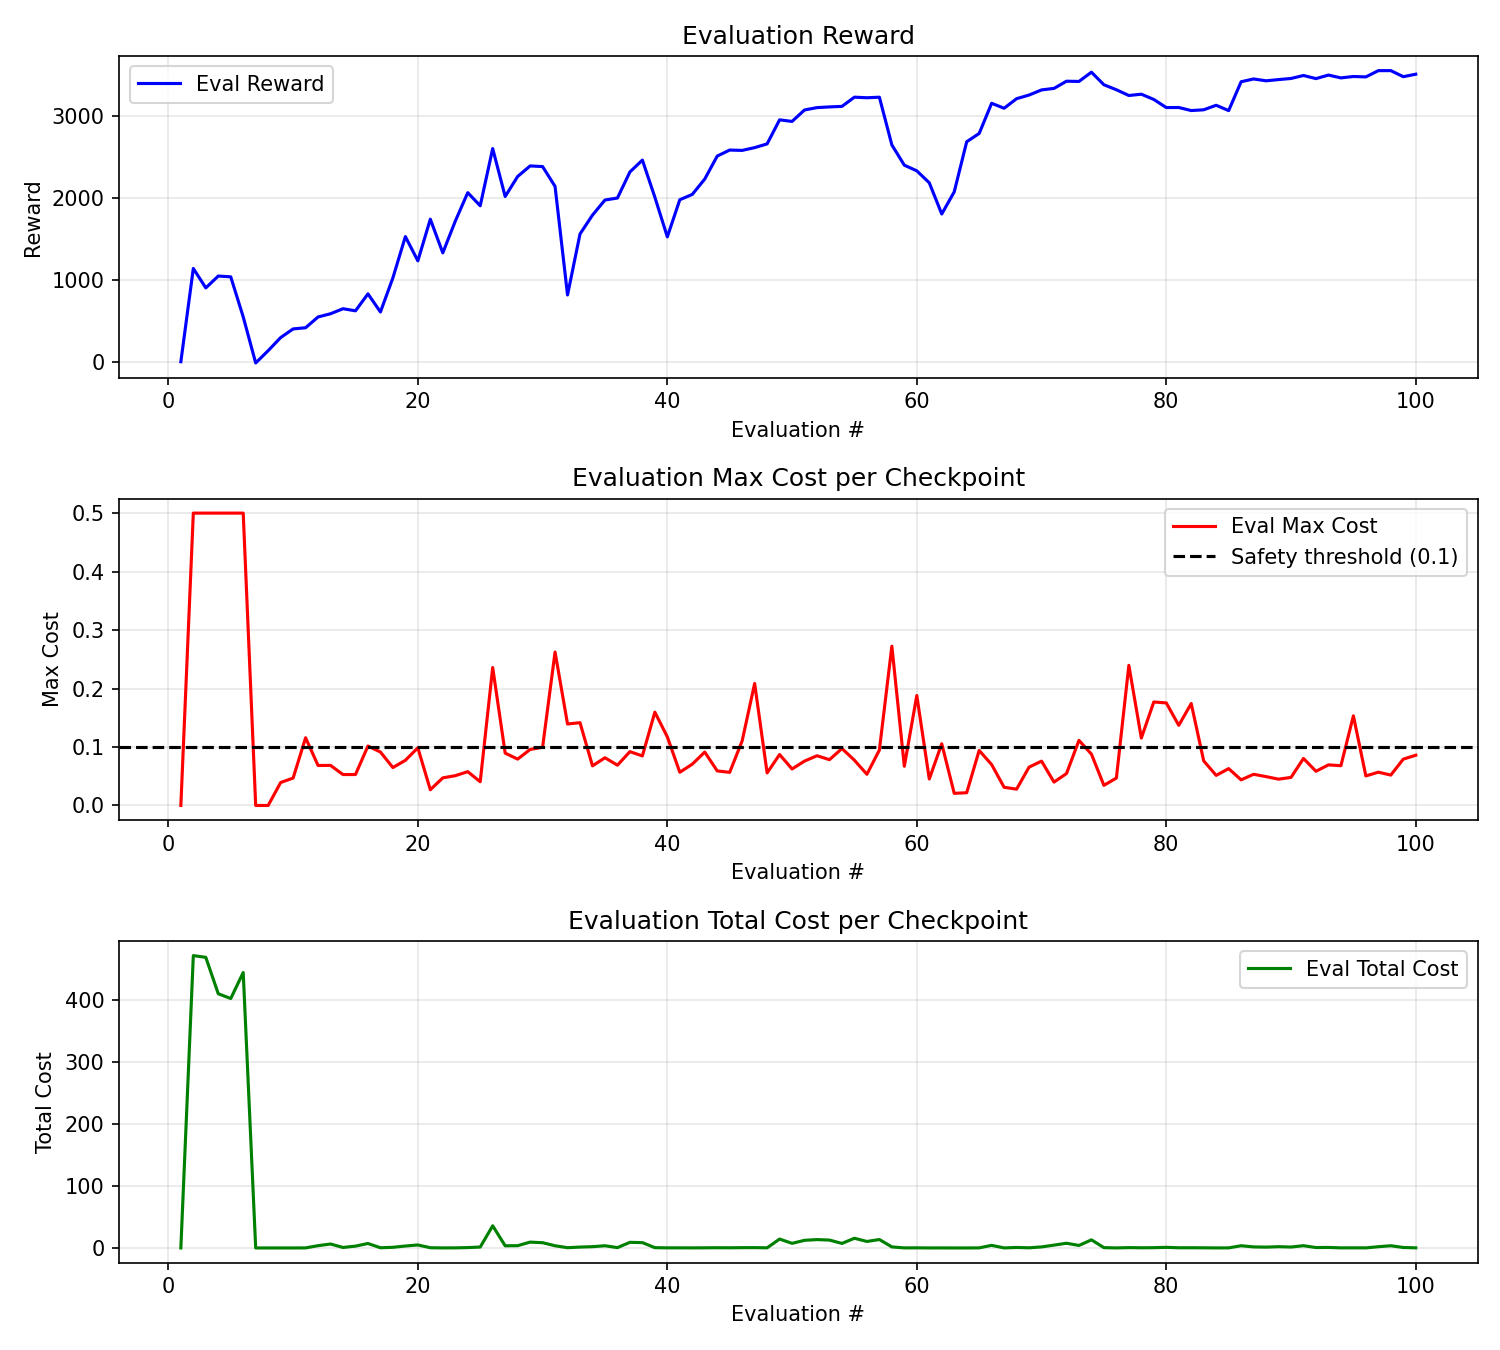 Evaluation Reward
Eval Reward
Reward
3000
2000
1000
0
0 20 40 60 80 100
Evaluation #
Evaluation Max Cost per Checkpoint
Eval Max Cost
Safety threshold (0.1)
Max Cost
0.5
0.4
0.3
0.2
0.1
0.0
0 20 40 60 80 100
Evaluation #
Evaluation Total Cost per Checkpoint
Eval Total Cost
Total Cost
400
300
200
100
0
0 20 40 60 80 100
Evaluation #